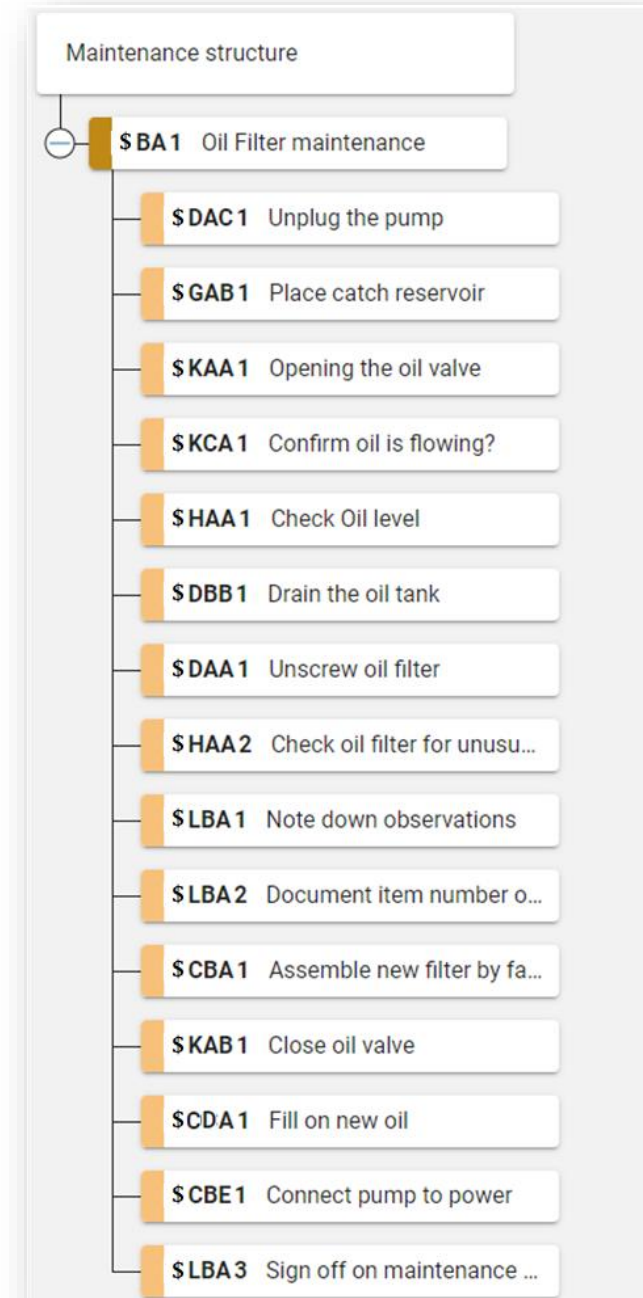 Maintenance structure
$BA1 Oil Filter maintenance
$DAC1 Unplug the pump
$GAB1 Place catch reservoir
$KAA1 Opening the oil valve
$KCA1 Confirm oil is flowing?
$HAA1 Check Oil level
$DBB1 Drain the oil tank
$DAA1 Unscrew oil filter
$HAA2 Check oil filter for unusu...
$LBA1 Note down observations
$LBA2 Document item number o...
$CBA1 Assemble new filter by fa...
$KAB1 Close oil valve
$CDA1 Fill on new oil
$CBE1 Connect pump to power
$LBA3 Sign off on maintenance ...